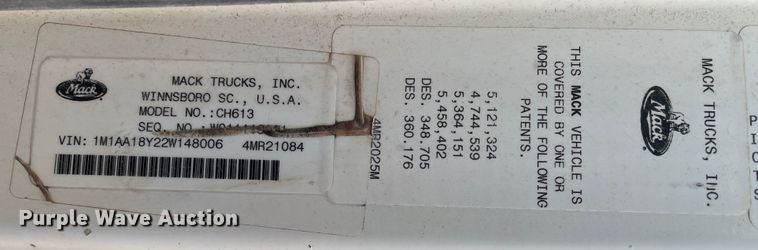 Mack
MACK TRUCKS, INC.
WINNSBORO SC., U.S.A.
MODEL NO.:CH613
SEQ. NO.:
VIN: 1M1AA18Y22W148006 4MR21084
4MR2025M
MACK TRUCKS, INC.
Mack
THIS MACK VEHICLE IS
COVERED BY ONE OR
MORE OF THE FOLLOWING
PATENTS.
5,121,324
4,744,539
5,364,151
5,458,402
DES. 348.705
DES. 360.176
Purple Wave Auction